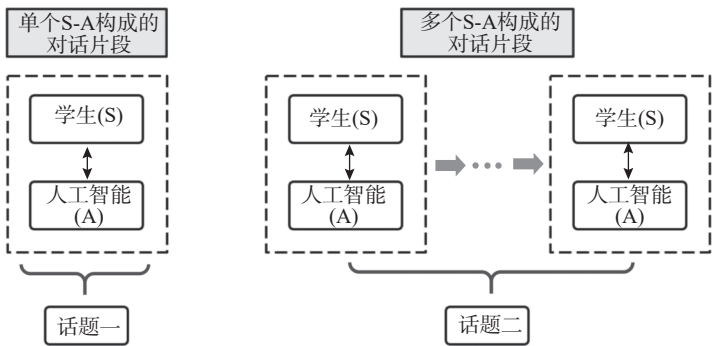 单个S-A构成的
对话片段
多个S-A构成的
对话片段
学生(S)
人工智能
(A)
学生(S)
人工智能
(A)
…
学生(S)
人工智能
(A)
话题一
话题二